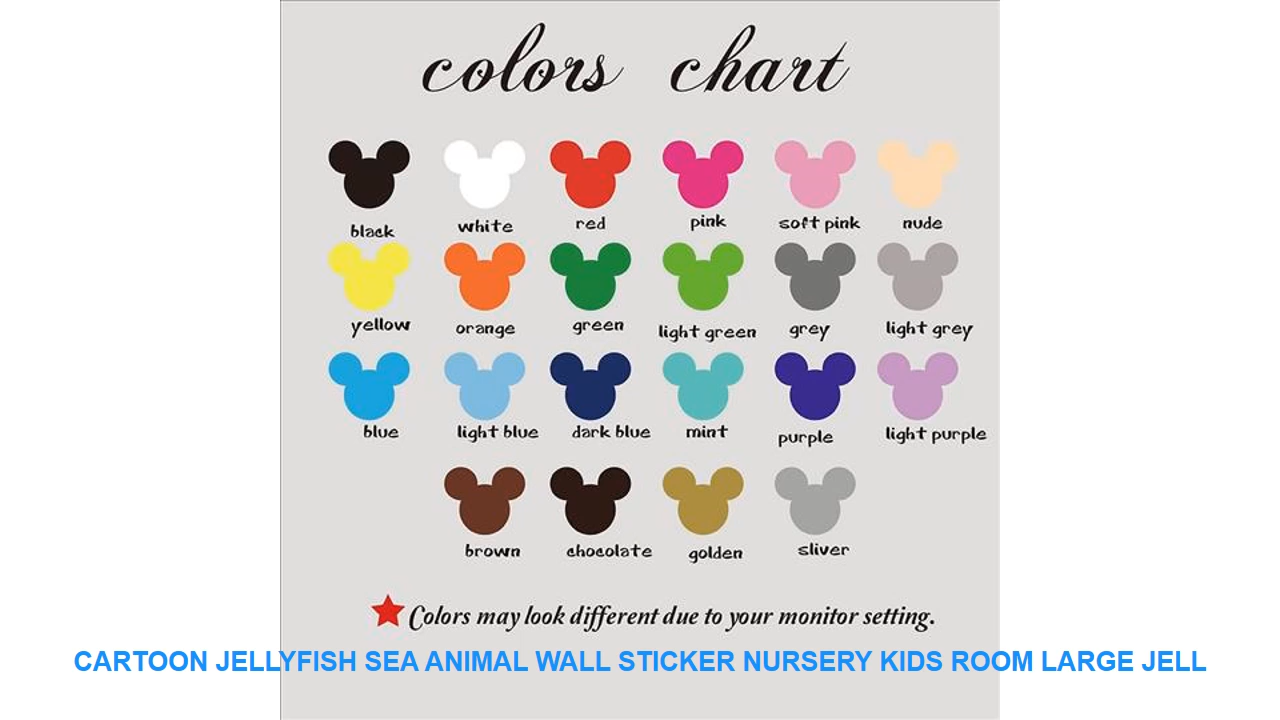 colors chart
black white red pink soft pink nude
yellow orange green light green grey light grey
blue light blue dark blue mint purple light purple
brown chocolate golden sliver
Colors may look different due to your monitor setting.
CARTOON JELLYFISH SEA ANIMAL WALL STICKER NURSERY KIDS ROOM LARGE JELL